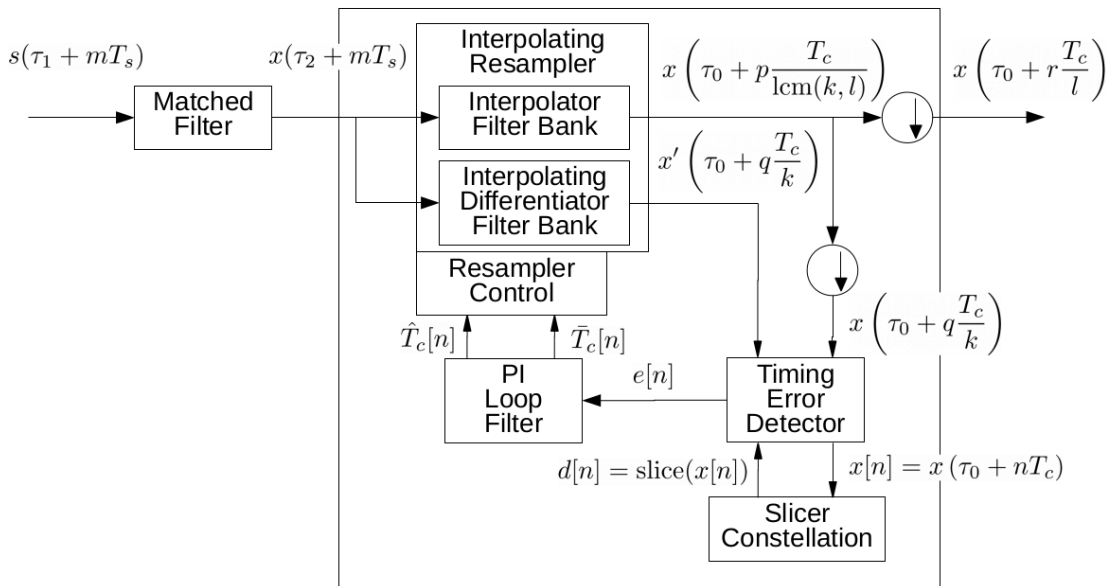 s(τ₁ + mTₛ)
x(τ₂ + mTₛ)
Matched
Filter
Interpolating
Resampler
Interpolator
Filter Bank
Interpolating
Differentiator
Filter Bank
Resampler
Control
x(τ₀ + p T_c/lcm(k, l))
x(τ₀ + r T_c/l)
x′(τ₀ + q T_c/k)
x(τ₀ + q T_c/k)
T̂_c[n]
T̄_c[n]
PI
Loop
Filter
e[n]
Timing
Error
Detector
d[n] = slice(x[n])
x[n] = x (τ₀ + nT_c)
Slicer
Constellation